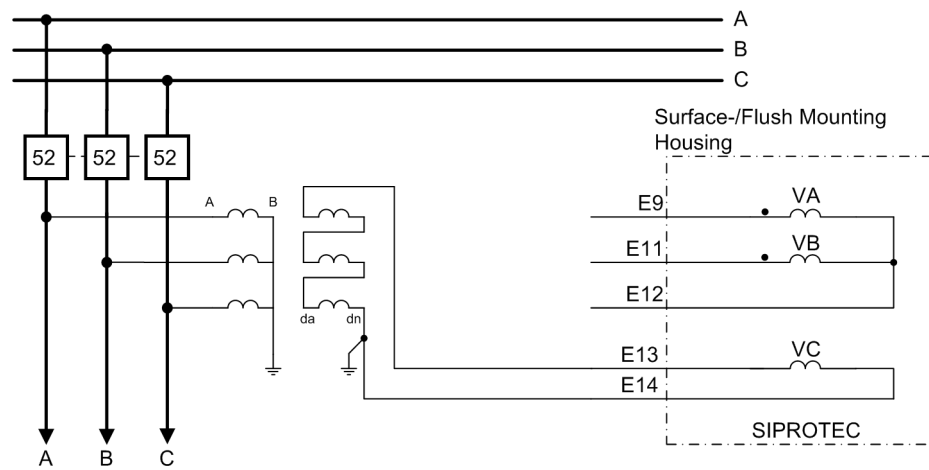 A
B
C
Surface-/Flush Mounting
Housing
52 52 52
A B
E9 VA
E11 VB
E12
da dn
E13 VC
E14
SIPROTEC
A B C